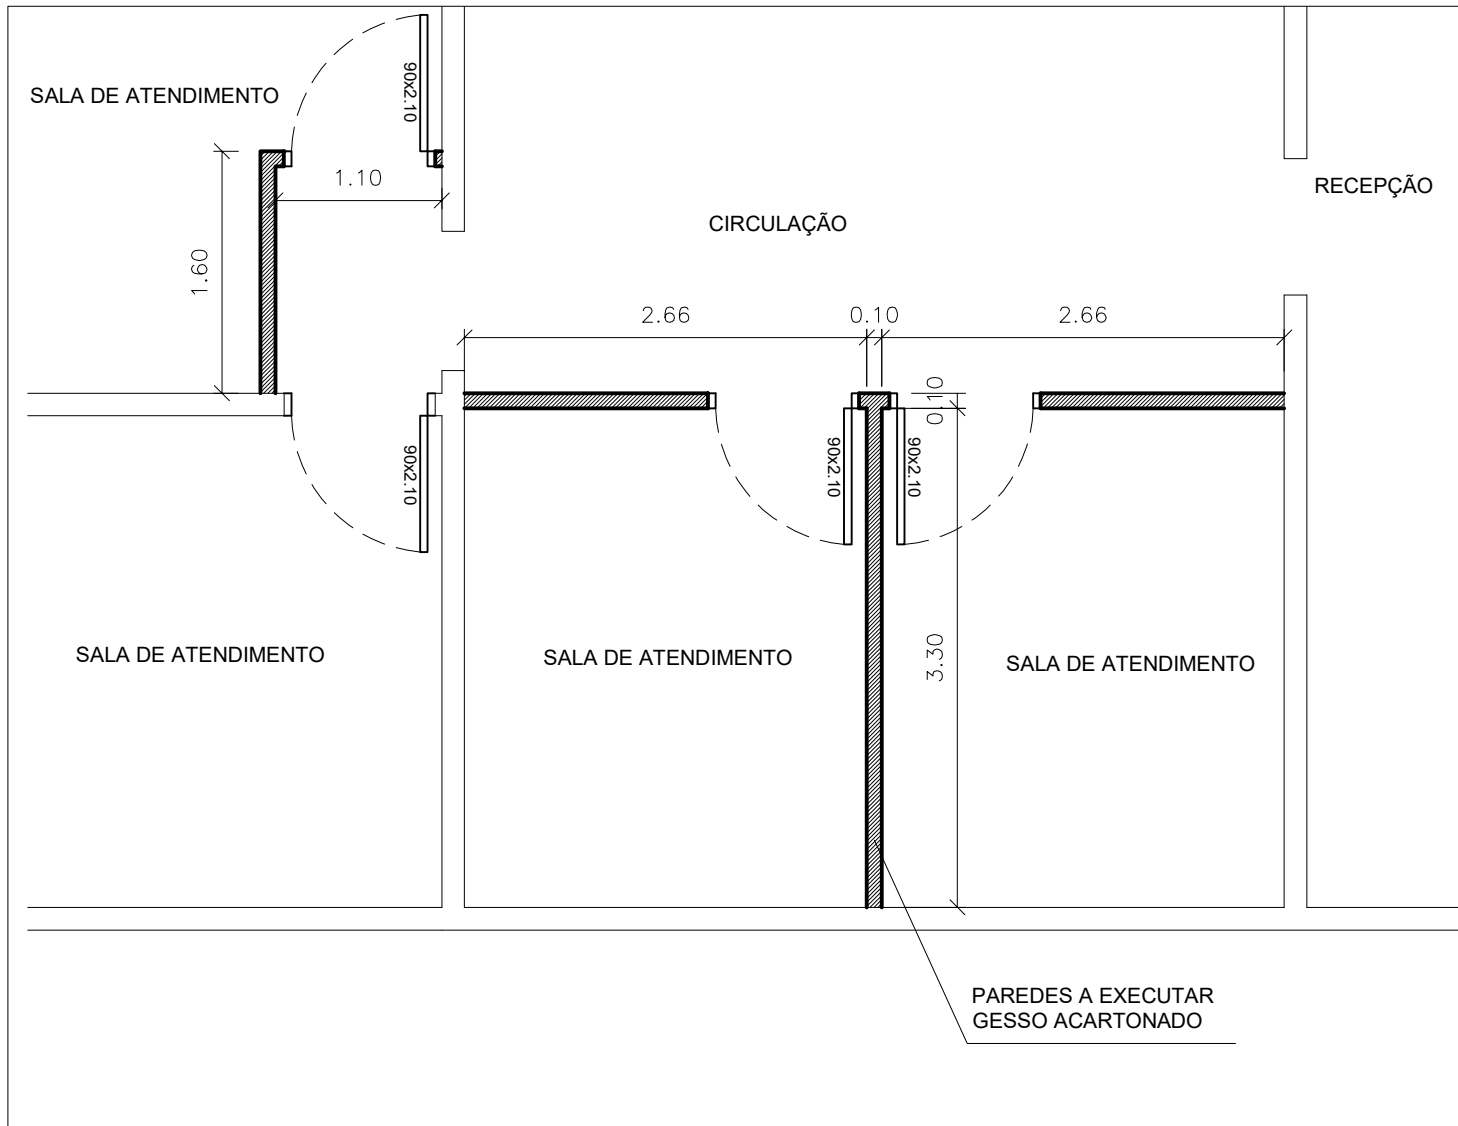 90x2.10
SALA DE ATENDIMENTO
1.10
RECEPÇÃO
CIRCULAÇÃO
1.60
2.66
0.10
2.66
0.10
90x2.10
90x2.10
90x2.10
SALA DE ATENDIMENTO
SALA DE ATENDIMENTO
3.30
SALA DE ATENDIMENTO
PAREDES A EXECUTAR
GESSO ACARTONADO